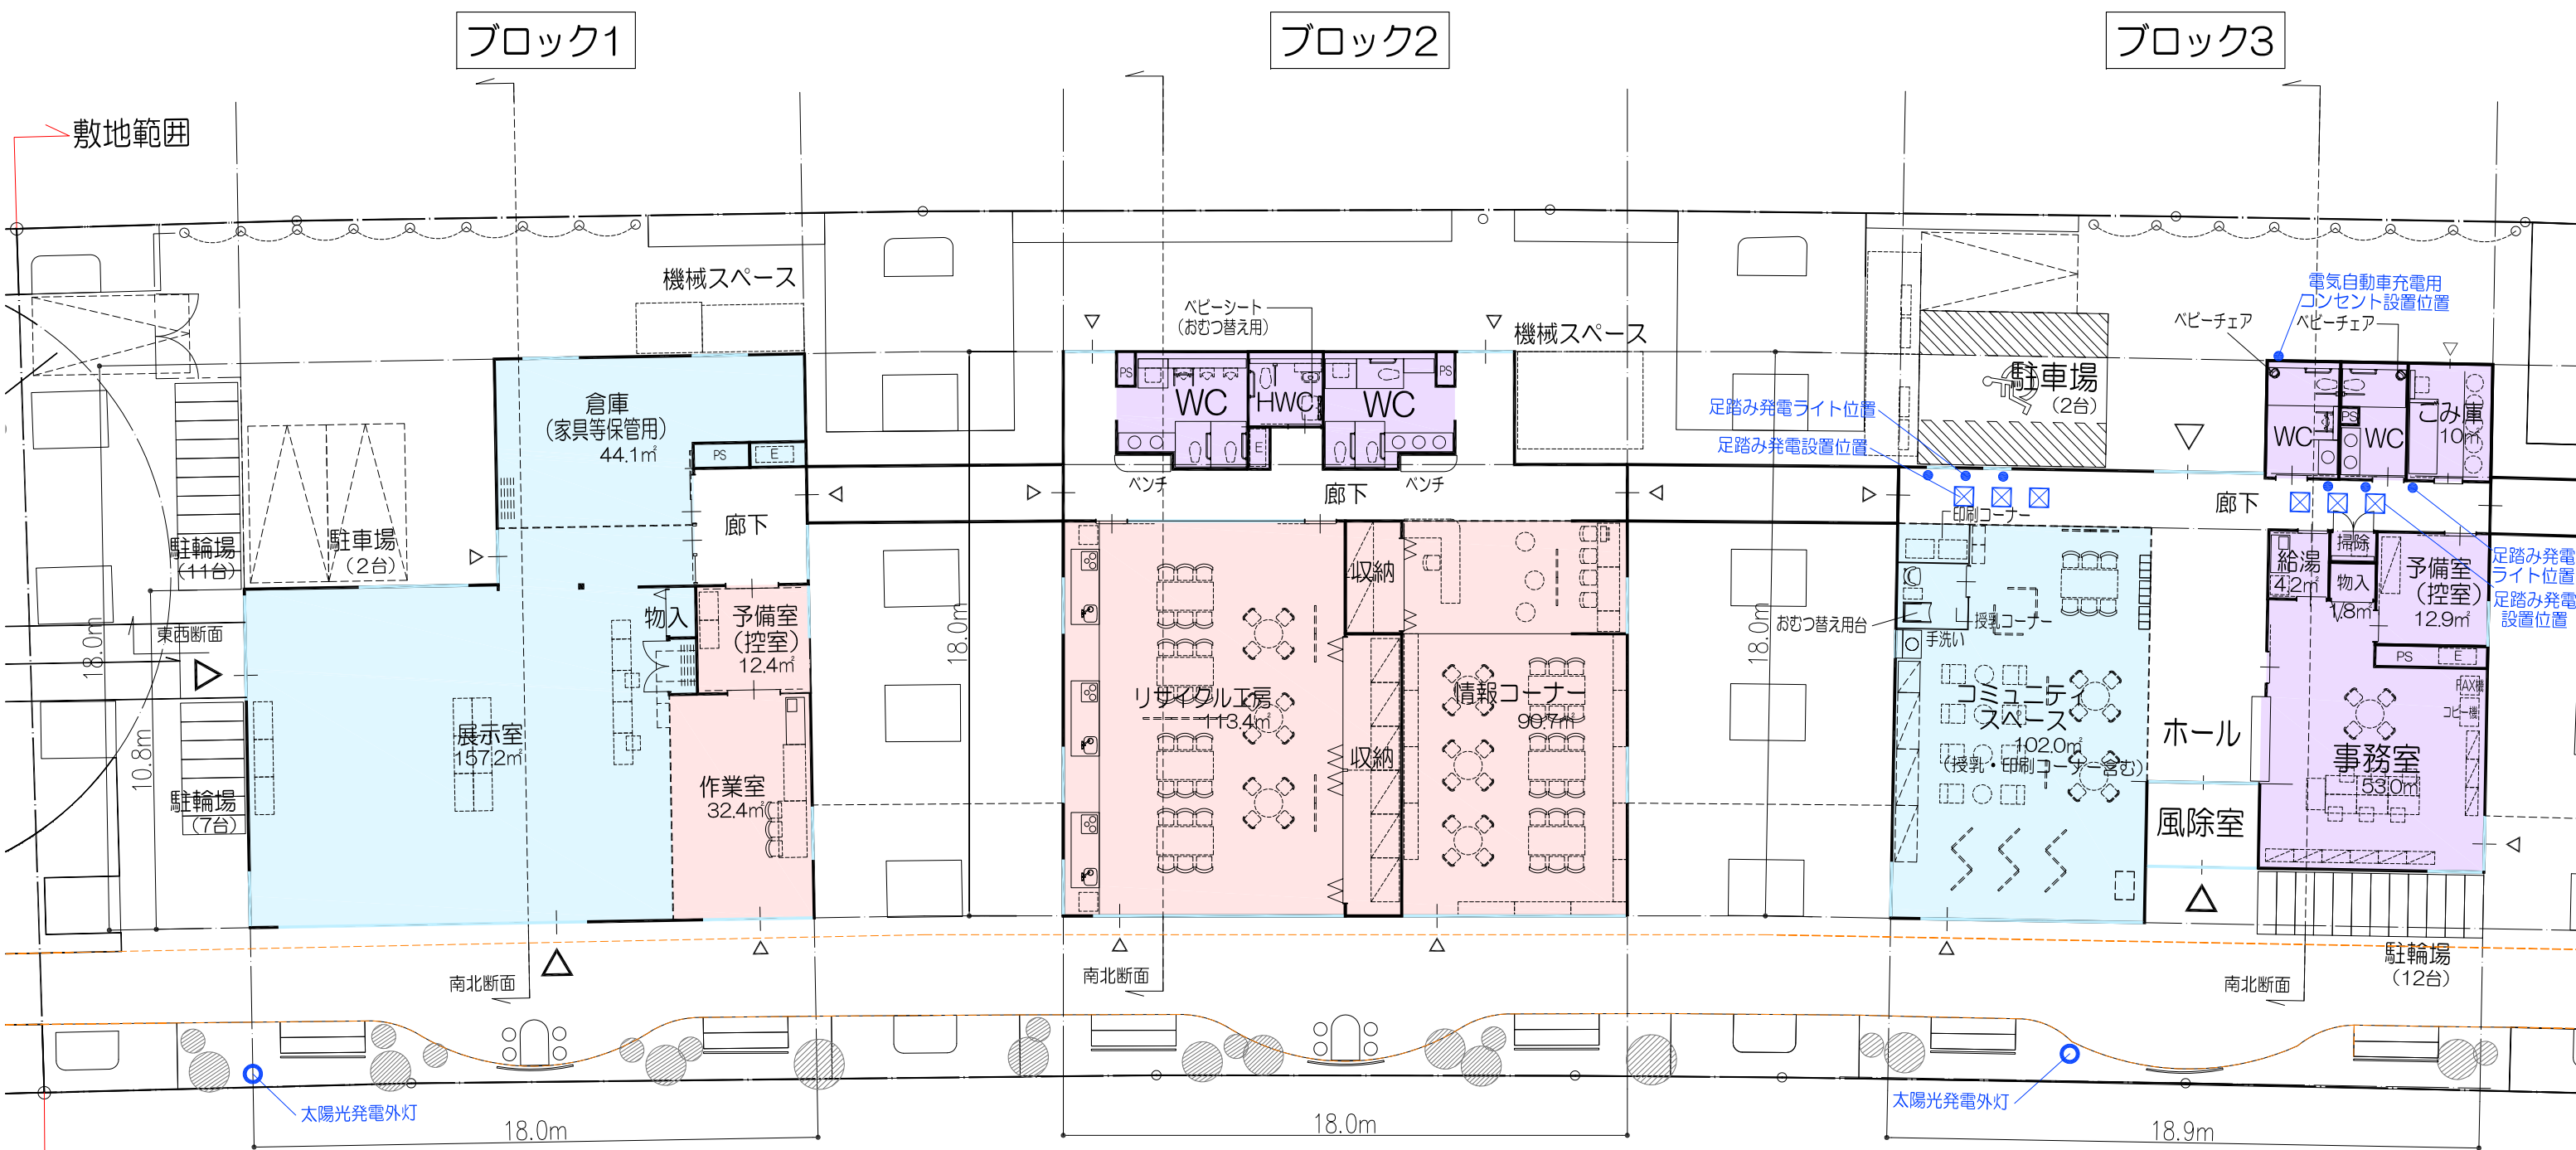 ブロック1
ブロック2
ブロック3
敷地範囲
機械スペース
倉庫
(家具等保管用)
44.1㎡
PS
E
廊下
駐輪場
(11台)
駐車場
(2台)
東西断面
18.0m
10.8m
駐輪場
(7台)
物入
予備室
(控室)
12.4㎡
展示室
157.2㎡
作業室
32.4㎡
南北断面
太陽光発電外灯
18.0m
ベビーシート
(おむつ替え用)
機械スペース
PS
WC
HWC
WC
PS
E
ベンチ
廊下
ベンチ
18.0m
収納
リサイクル工房
113.4㎡
情報コーナー
90.7㎡
収納
南北断面
18.0m
電気自動車充電用
コンセント設置位置
ベビーチェア
ベビーチェア
駐車場
(2台)
足踏み発電ライト位置
足踏み発電設置位置
WC
PS
WC
ごみ庫
10㎡
廊下
印刷コーナー
足踏み発電
ライト位置
足踏み発電
設置位置
給湯
4.2㎡
掃除
物入
1.8㎡
予備室
(控室)
12.9㎡
18.0m
おむつ替え用台
授乳コーナー
手洗い
PS
E
FAX機
コピー機
コミュニティ
スペース
102.0㎡
(授乳・印刷コーナー含む)
ホール
事務室
53.0㎡
風除室
駐輪場
(12台)
南北断面
太陽光発電外灯
18.9m